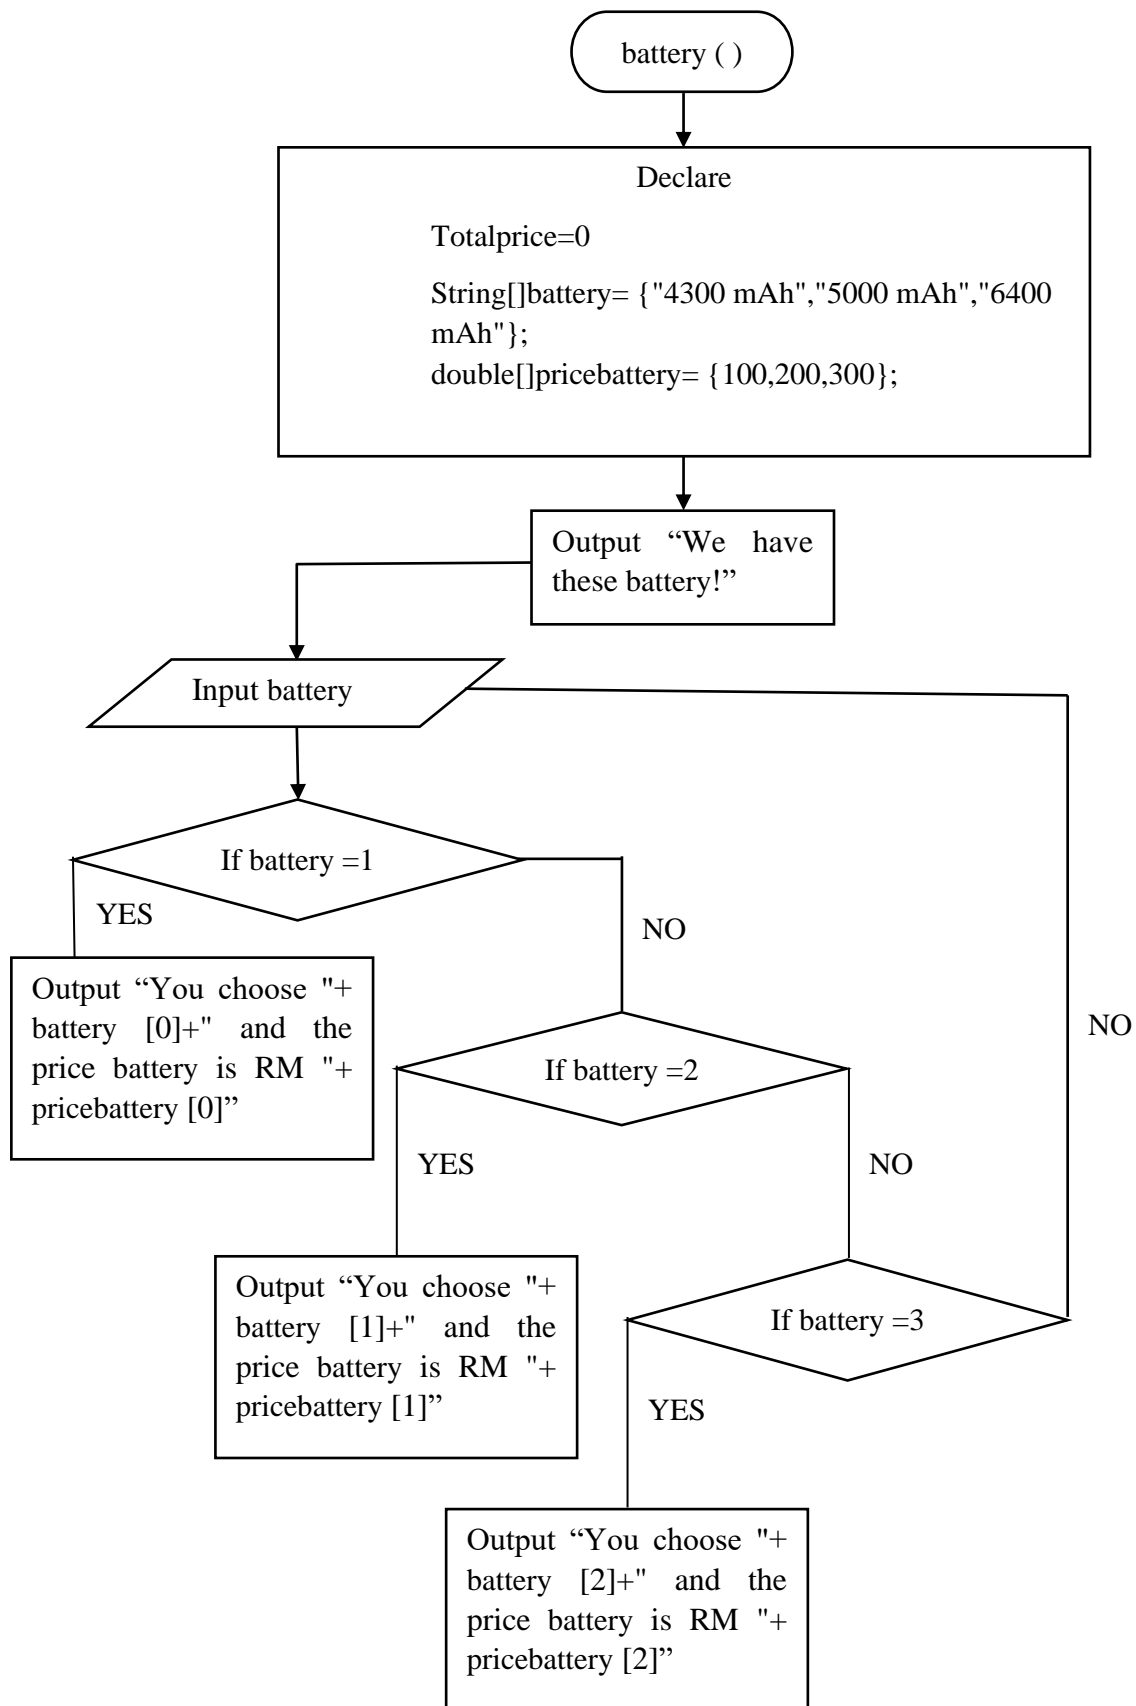 battery ( )
Declare
Totalprice=0
String[]battery= {"4300 mAh","5000 mAh","6400
mAh"};
double[]pricebattery= {100,200,300};
Output “We have
these battery!”
Input battery
If battery =1
YES
NO
Output “You choose "+
battery [0]+" and the
price battery is RM "+
pricebattery [0]”
NO
If battery =2
YES
NO
Output “You choose "+
battery [1]+" and the
price battery is RM "+
pricebattery [1]”
If battery =3
YES
Output “You choose "+
battery [2]+" and the
price battery is RM "+
pricebattery [2]”